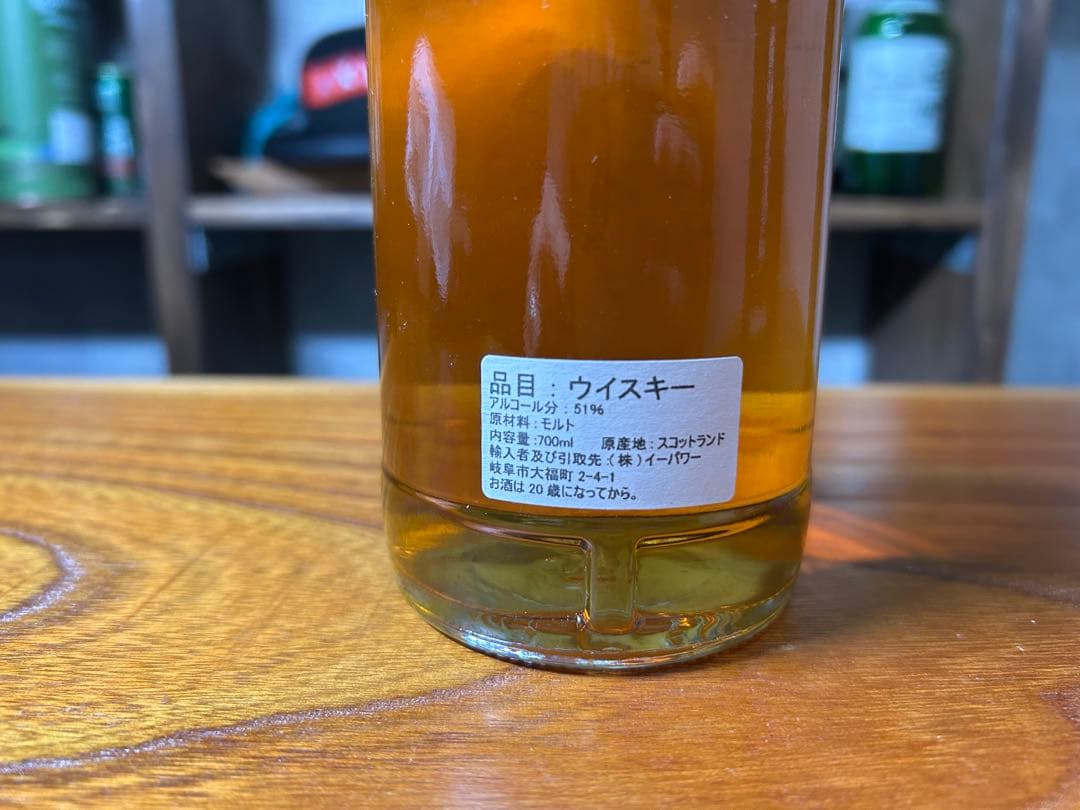 品目：ウイスキー
アルコール分：51%
原材料：モルト
内容量：700ml　原産地：スコットランド
輸入者及び引取先：（株）イーパワー
岐阜市大福町 2-4-1
お酒は 20 歳になってから。